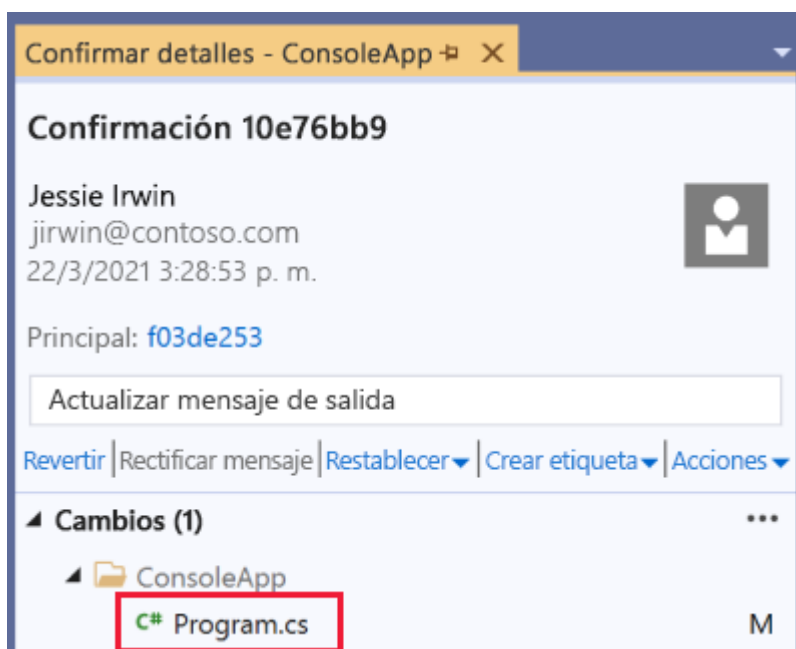 Confirmar detalles - ConsoleApp
Confirmación 10e76bb9
Jessie Irwin
jirwin@contoso.com
22/3/2021 3:28:53 p. m.
Principal: f03de253
Actualizar mensaje de salida
Revertir | Rectificar mensaje | Restablecer | Crear etiqueta | Acciones
Cambios (1) ...
ConsoleApp
C# Program.cs M